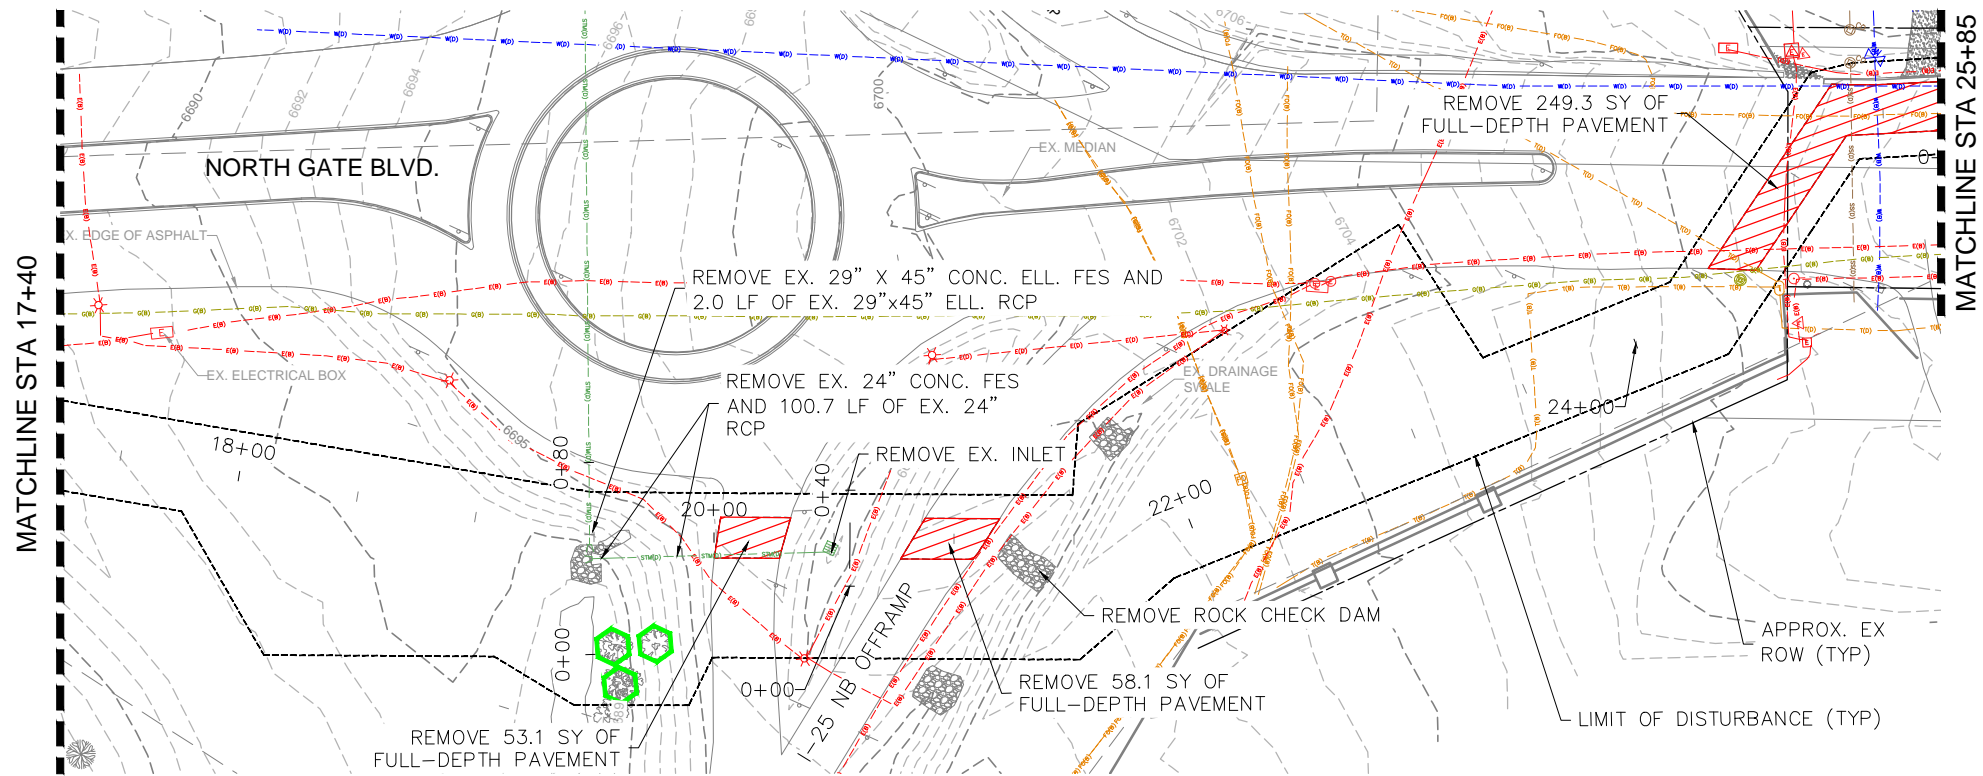 MATCHLINE STA 17+40
MATCHLINE STA 25+85
NORTH GATE BLVD.
6690
6692
6694
6696
6700
6706
6702
6704
6695
EX. MEDIAN
REMOVE 249.3 SY OF
FULL-DEPTH PAVEMENT
X. EDGE OF ASPHALT
REMOVE EX. 29" X 45" CONC. ELL. FES AND
2.0 LF OF EX. 29"x45" ELL. RCP
EX. ELECTRICAL BOX
REMOVE EX. 24" CONC. FES
AND 100.7 LF OF EX. 24"
RCP
EX. DRAINAGE
SWALE
REMOVE EX. INLET
18+00
0+80
20+00
0+40
22+00
24+00
0+00
0+00
I-25 NB OFFRAMP
REMOVE ROCK CHECK DAM
APPROX. EX
ROW (TYP)
REMOVE 58.1 SY OF
FULL-DEPTH PAVEMENT
LIMIT OF DISTURBANCE (TYP)
REMOVE 53.1 SY OF
FULL-DEPTH PAVEMENT
W(D)
E(B)
G(B)
STM(D)
E(D)
FO(B)
T(D)
T(B)
SS(D)
W(B)
E